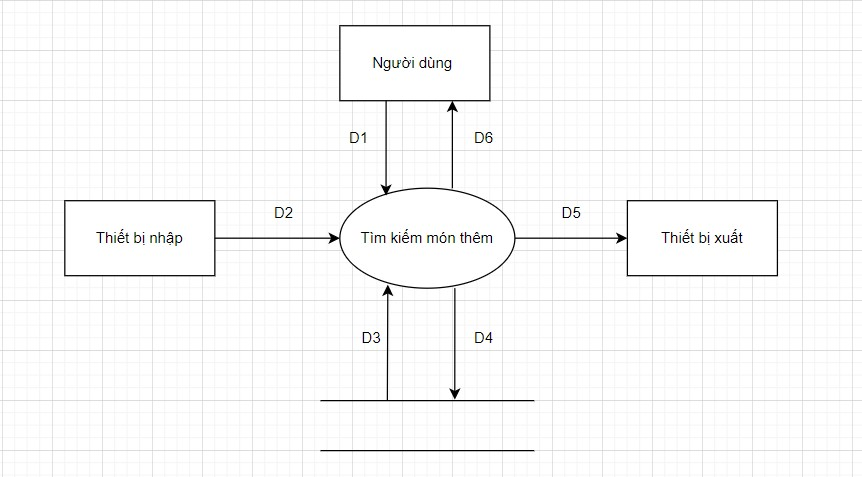 Người dùng
D1
D6
D2
D5
Thiết bị nhập
Tìm kiếm món thêm
Thiết bị xuất
D3
D4